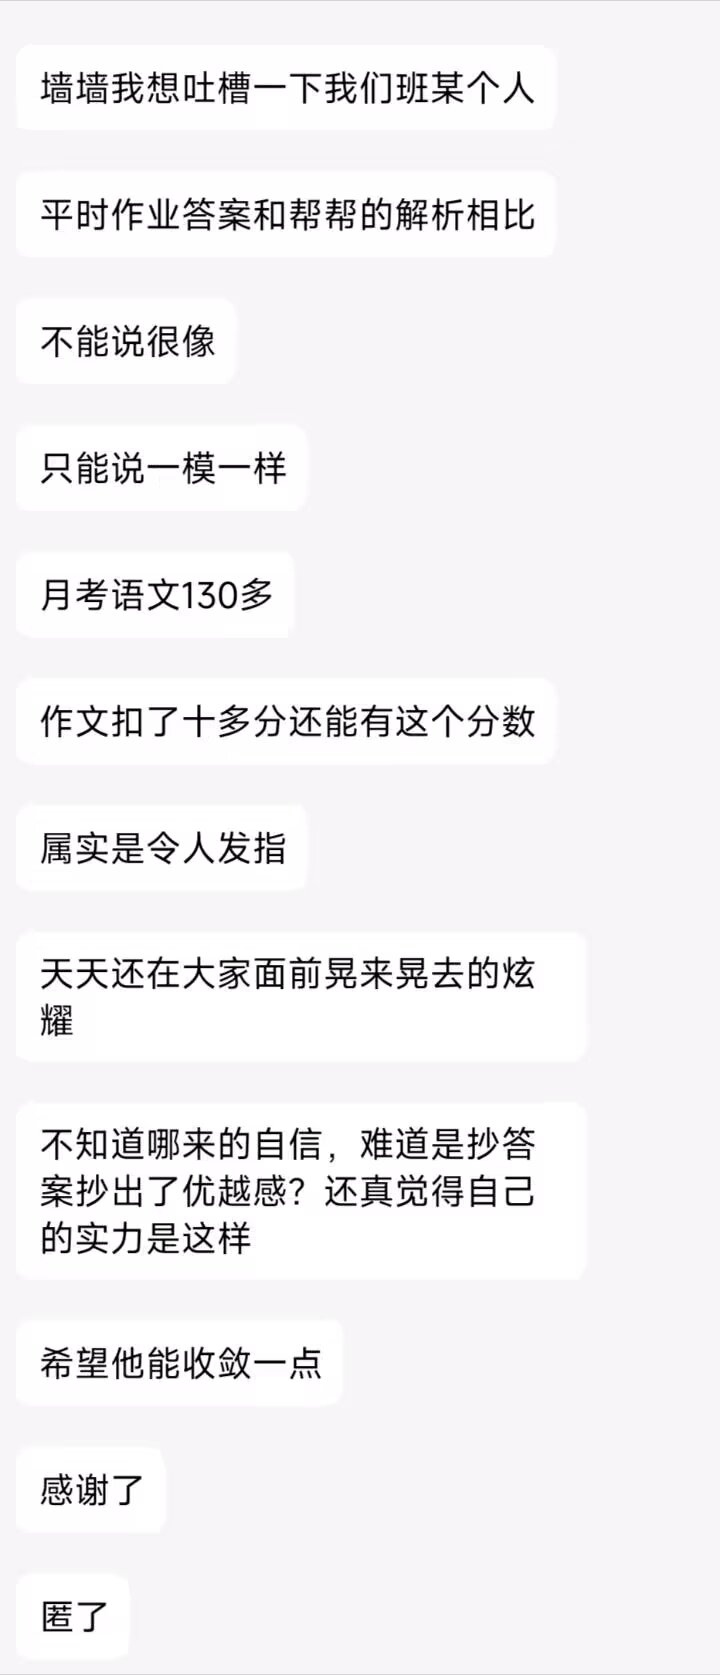 墙墙我想吐槽一下我们班某个人
平时作业答案和帮帮的解析相比
不能说很像
只能说一模一样
月考语文130多
作文扣了十多分还能有这个分数
属实是令人发指
天天还在大家面前晃来晃去的炫
耀
不知道哪来的自信，难道是抄答
案抄出了优越感？还真觉得自己
的实力是这样
希望他能收敛一点
感谢了
匿了